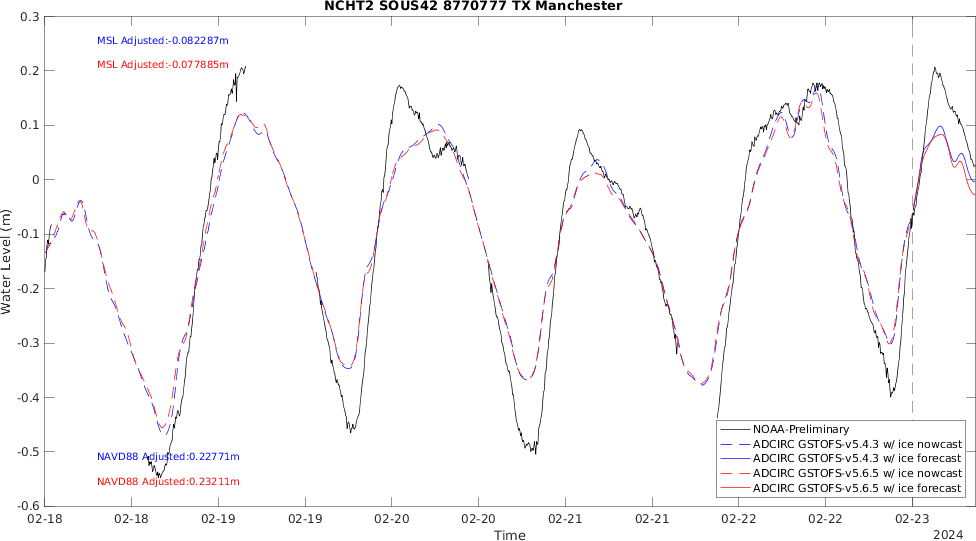 NCHT2 SOUS42 8770777 TX Manchester
0.3
MSL Adjusted:-0.082287m
MSL Adjusted:-0.077885m
0.2
0.1
0
-0.1
-0.2
-0.3
-0.4
-0.5
-0.6
Water Level (m)
NAVD88 Adjusted:0.22771m
NAVD88 Adjusted:0.23211m
NOAA-Preliminary
ADCIRC GSTOFS-v5.4.3 w/ ice nowcast
ADCIRC GSTOFS-v5.4.3 w/ ice forecast
ADCIRC GSTOFS-v5.6.5 w/ ice nowcast
ADCIRC GSTOFS-v5.6.5 w/ ice forecast
02-18 02-18 02-19 02-19 02-20 02-20 02-21 02-21 02-22 02-22 02-23
Time
2024